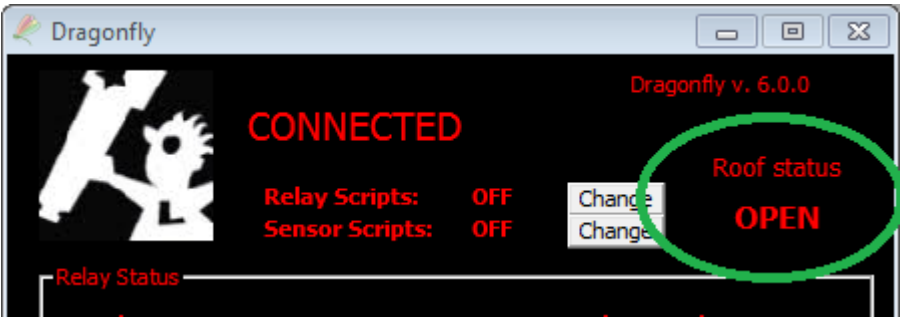 Dragonfly
Dragonfly v. 6.0.0
CONNECTED
Roof status
OPEN
Relay Scripts: OFF Change
Sensor Scripts: OFF Change
Relay Status
L